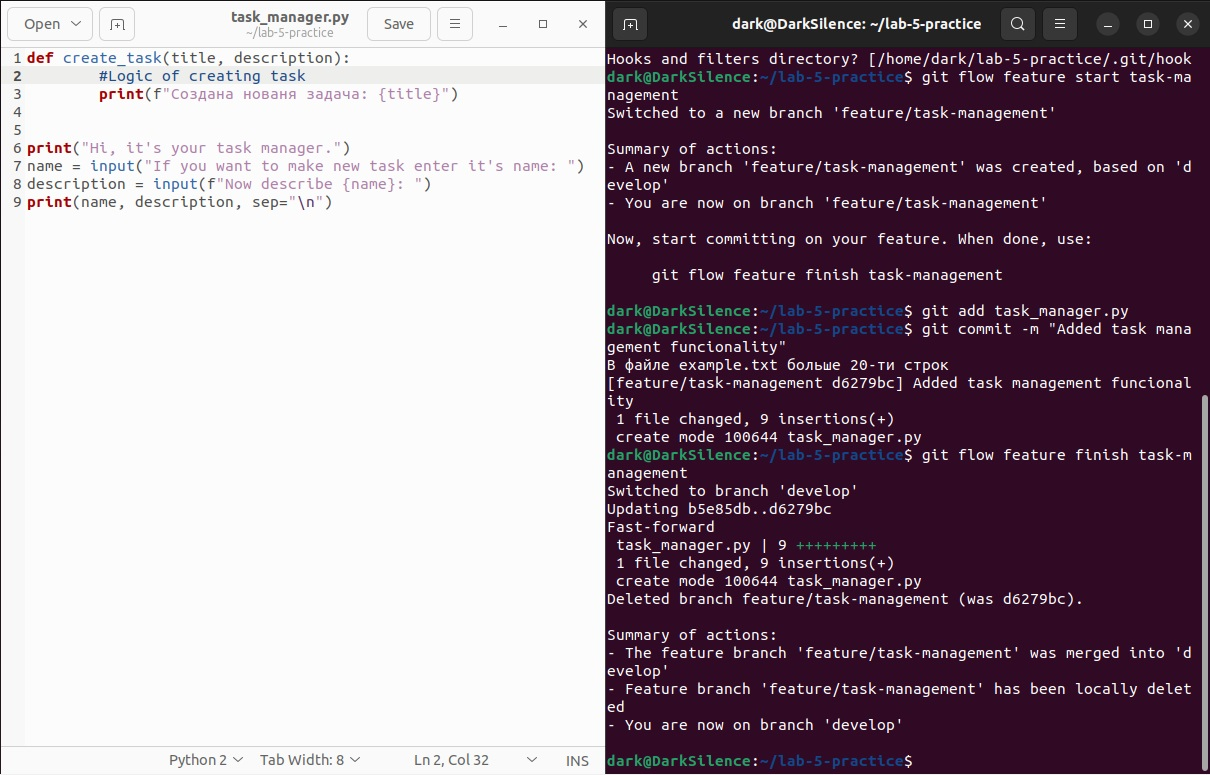 Open
task_manager.py
~/lab-5-practice
Save
1 def create_task(title, description):
2 #Logic of creating task
3 print(f"Создана нованя задача: {title}")
4
5
6 print("Hi, it's your task manager.")
7 name = input("If you want to make new task enter it's name: ")
8 description = input(f"Now describe {name}: ")
9 print(name, description, sep="\n")
Python 2
Tab Width: 8
Ln 2, Col 32
INS
dark@DarkSilence: ~/lab-5-practice
Hooks and filters directory? [/home/dark/lab-5-practice/.git/hook
dark@DarkSilence:~/lab-5-practice$ git flow feature start task-ma
nagement
Switched to a new branch 'feature/task-management'
Summary of actions:
- A new branch 'feature/task-management' was created, based on 'd
evelop'
- You are now on branch 'feature/task-management'
Now, start committing on your feature. When done, use:
git flow feature finish task-management
dark@DarkSilence:~/lab-5-practice$ git add task_manager.py
dark@DarkSilence:~/lab-5-practice$ git commit -m "Added task mana
gement funcionality"
В файле example.txt больше 20-ти строк
[feature/task-management d6279bc] Added task management funcional
ity
1 file changed, 9 insertions(+)
create mode 100644 task_manager.py
dark@DarkSilence:~/lab-5-practice$ git flow feature finish task-m
anagement
Switched to branch 'develop'
Updating b5e85db..d6279bc
Fast-forward
task_manager.py | 9 +++++++++
1 file changed, 9 insertions(+)
create mode 100644 task_manager.py
Deleted branch feature/task-management (was d6279bc).
Summary of actions:
- The feature branch 'feature/task-management' was merged into 'd
evelop'
- Feature branch 'feature/task-management' has been locally delet
ed
- You are now on branch 'develop'
dark@DarkSilence:~/lab-5-practice$